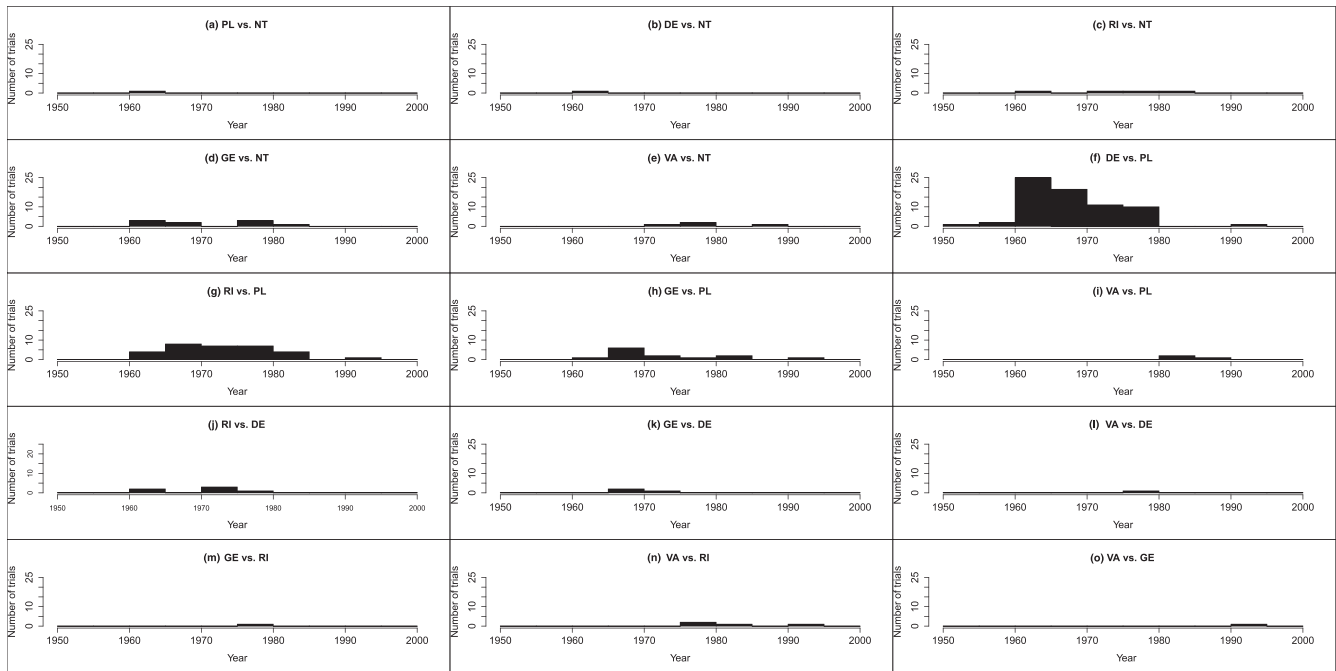 (a) PL vs. NT
Number of trials
0 10 25
1950 1960 1970 1980 1990 2000
Year
(b) DE vs. NT
Number of trials
0 10 25
1950 1960 1970 1980 1990 2000
Year
(c) RI vs. NT
Number of trials
0 10 25
1950 1960 1970 1980 1990 2000
Year
(d) GE vs. NT
Number of trials
0 10 25
1950 1960 1970 1980 1990 2000
Year
(e) VA vs. NT
Number of trials
0 10 25
1950 1960 1970 1980 1990 2000
Year
(f) DE vs. PL
Number of trials
0 10 25
1950 1960 1970 1980 1990 2000
Year
(g) RI vs. PL
Number of trials
0 10 25
1950 1960 1970 1980 1990 2000
Year
(h) GE vs. PL
Number of trials
0 10 25
1950 1960 1970 1980 1990 2000
Year
(i) VA vs. PL
Number of trials
0 10 25
1950 1960 1970 1980 1990 2000
Year
(j) RI vs. DE
Number of trials
0 10 20
1950 1960 1970 1980 1990 2000
Year
(k) GE vs. DE
Number of trials
0 10 25
1950 1960 1970 1980 1990 2000
Year
(l) VA vs. DE
Number of trials
0 10 25
1950 1960 1970 1980 1990 2000
Year
(m) GE vs. RI
Number of trials
0 10 25
1950 1960 1970 1980 1990 2000
Year
(n) VA vs. RI
Number of trials
0 10 25
1950 1960 1970 1980 1990 2000
Year
(o) VA vs. GE
Number of trials
0 10 25
1950 1960 1970 1980 1990 2000
Year